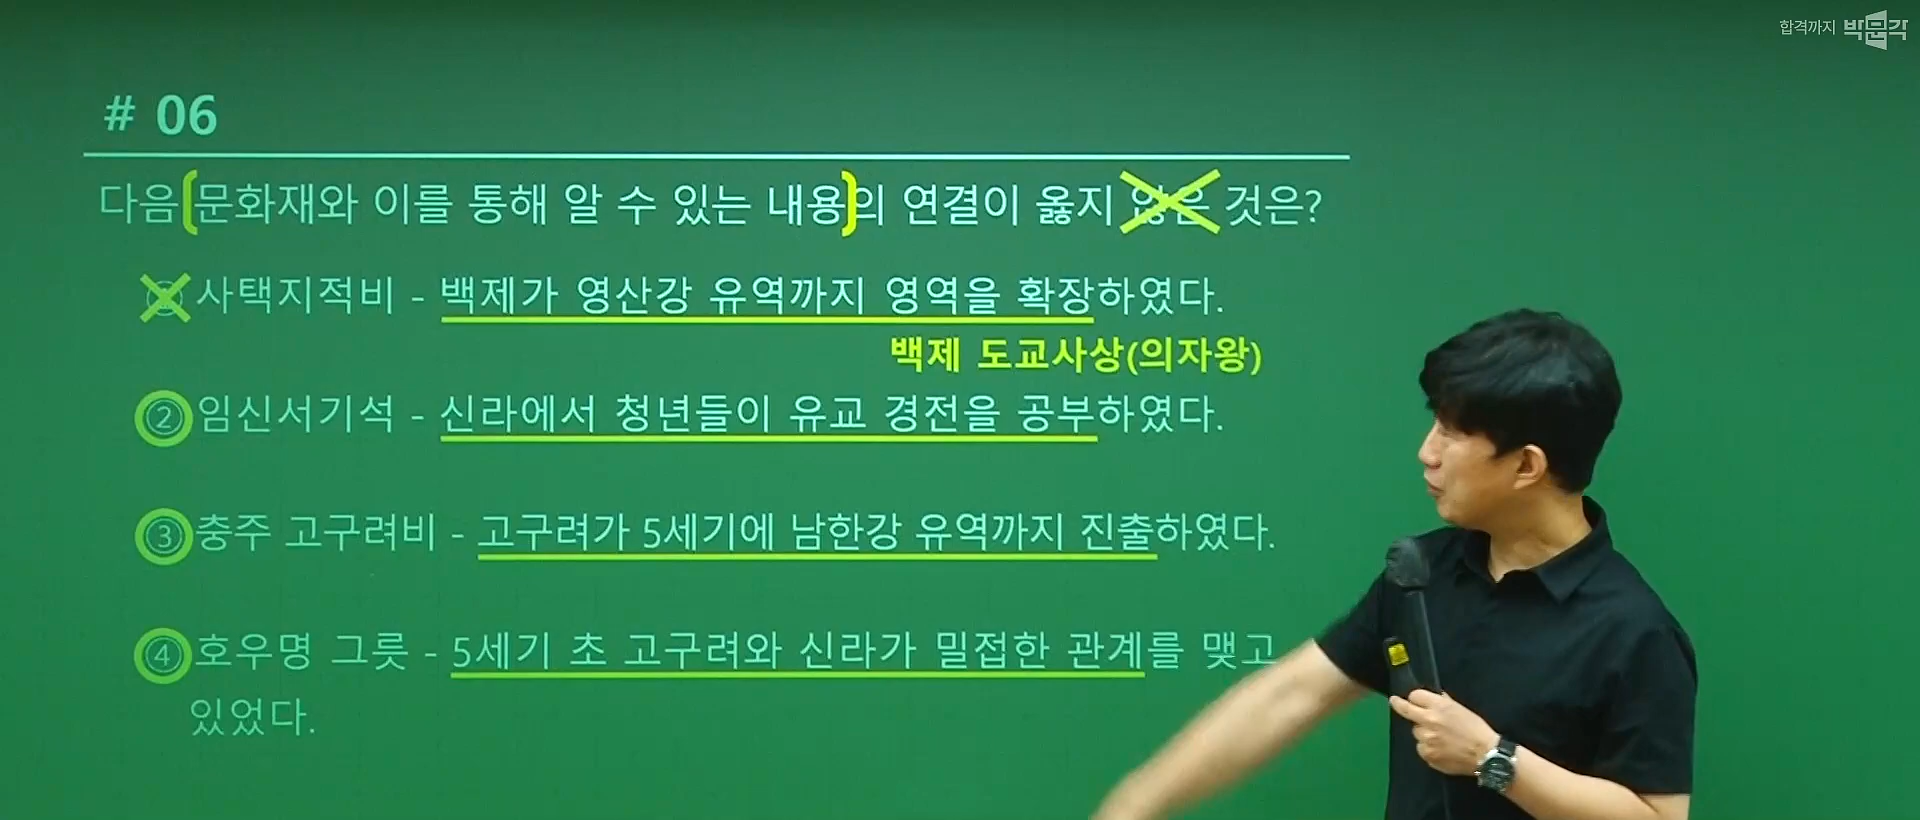 합격까지 박문각
# 06
다음 문화재와 이를 통해 알 수 있는 내용의 연결이 옳지 않은 것은?
① 사택지적비 - 백제가 영산강 유역까지 영역을 확장하였다.
백제 도교사상(의자왕)
② 임신서기석 - 신라에서 청년들이 유교 경전을 공부하였다.
③ 충주 고구려비 - 고구려가 5세기에 남한강 유역까지 진출하였다.
④ 호우명 그릇 - 5세기 초 고구려와 신라가 밀접한 관계를 맺고
있었다.